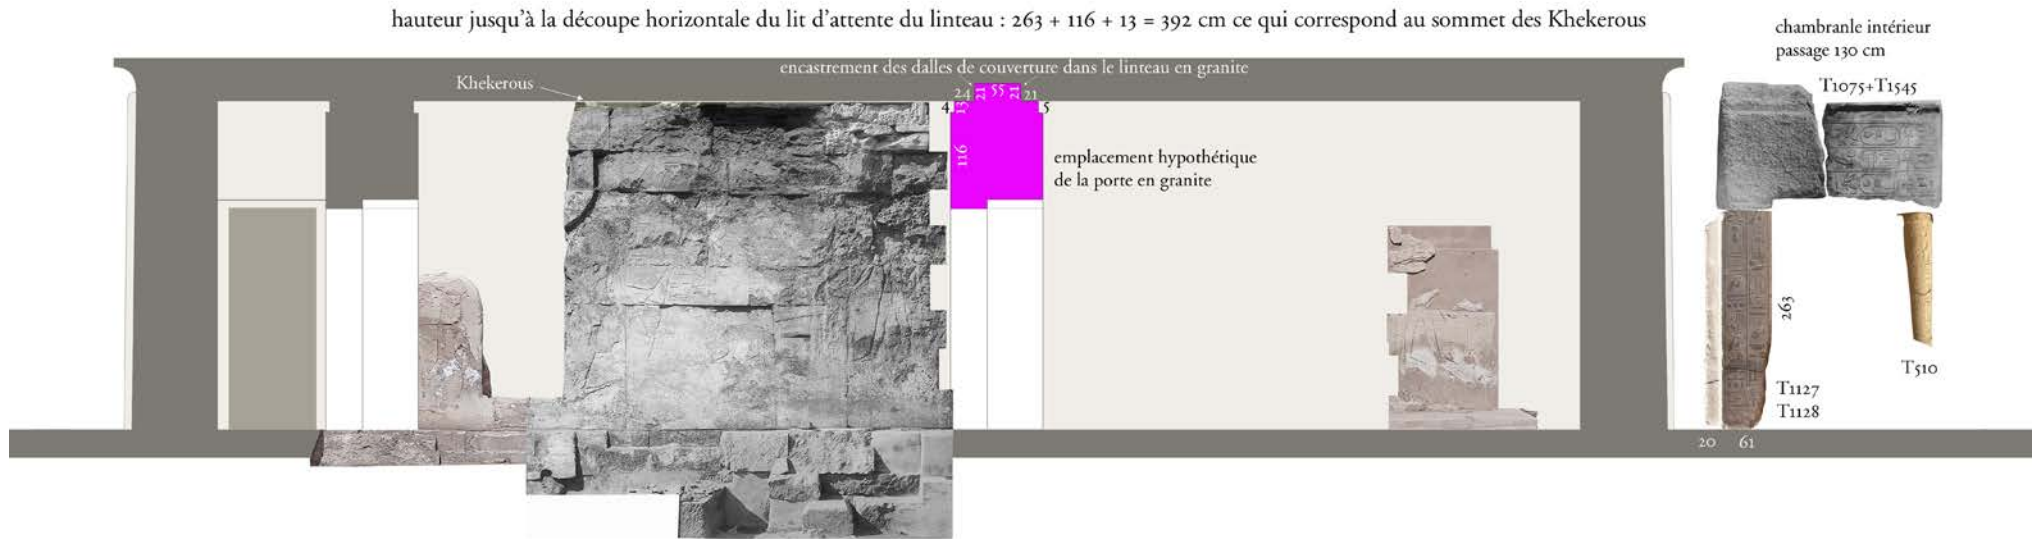 hauteur jusqu'à la découpe horizontale du lit d'attente du linteau : 263 + 116 + 13 = 392 cm ce qui correspond au sommet des Khekerous
chambranle intérieur
passage 130 cm
encastrement des dalles de couverture dans le linteau en granite
Khekerous
T1075+T1545
24 21 55 21 21
4 13 5
116
emplacement hypothétique
de la porte en granite
263
T510
T1127
T1128
20 61